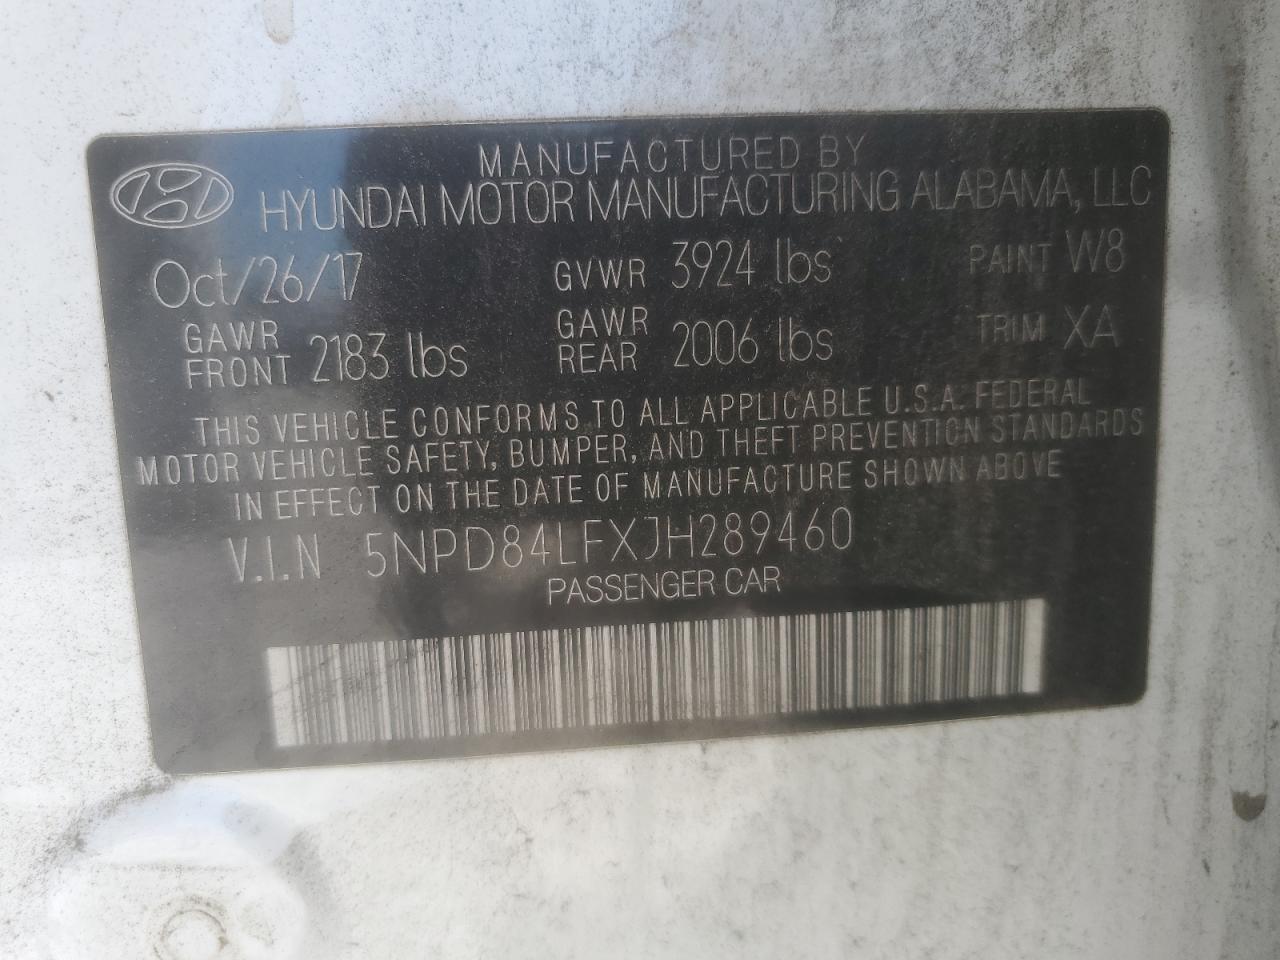 MANUFACTURED BY
HYUNDAI MOTOR MANUFACTURING ALABAMA, LLC
Oct/26/17 GVWR 3924 lbs PAINT W8
GAWR FRONT 2183 lbs GAWR REAR 2006 lbs TRIM XA
THIS VEHICLE CONFORMS TO ALL APPLICABLE U.S.A. FEDERAL
MOTOR VEHICLE SAFETY, BUMPER, AND THEFT PREVENTION STANDARDS
IN EFFECT ON THE DATE OF MANUFACTURE SHOWN ABOVE
V.I.N 5NPD84LFXJH289460
PASSENGER CAR